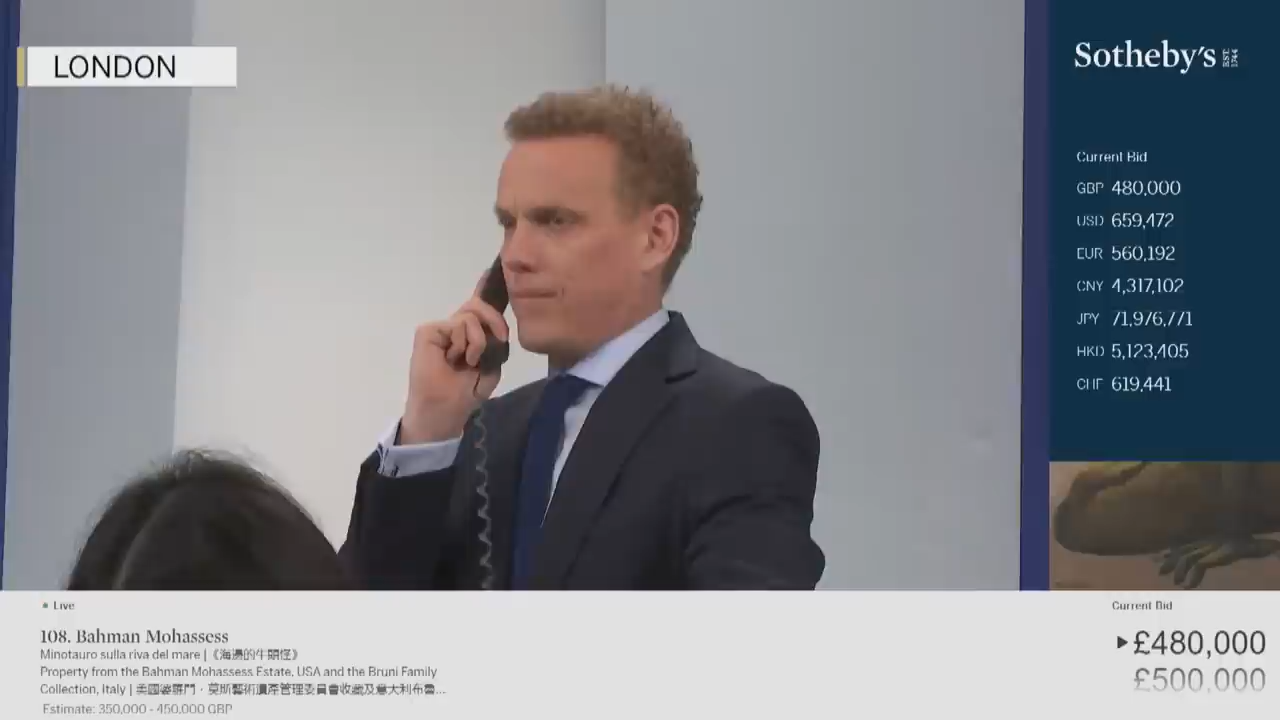 LONDON
Sotheby's EST. 1744
Current Bid
GBP 480,000
USD 659,472
EUR 560,192
CNY 4,317,102
JPY 71,976,771
HKD 5,123,405
CHF 619,441
Live
108. Bahman Mohassess
Minotauro sulla riva del mare | 《海邊的牛頭怪》
Property from the Bahman Mohassess Estate, USA and the Bruni Family
Collection, Italy | 美國婆羅門・莫斯藝術遺產管理委員會收藏及意大利布魯...
Estimate: 350,000 - 450,000 GBP
Current Bid
£480,000
£500,000